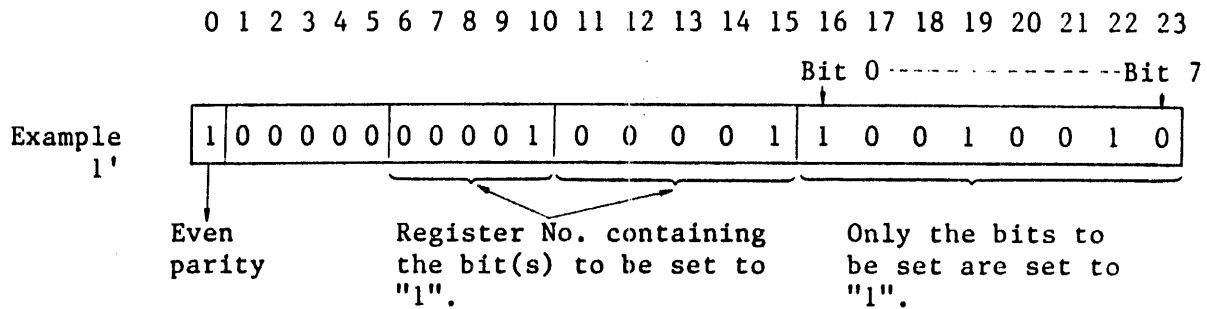 0 1 2 3 4 5 6 7 8 9 10 11 12 13 14 15 16 17 18 19 20 21 22 23
Bit 0 ---------------Bit 7
Example 1 0 0 0 0 0 0 0 0 0 1 0 0 0 0 1 1 0 0 1 0 0 1 0
1'
Even Register No. containing Only the bits to
parity the bit(s) to be set to be set are set to
"1". "1".